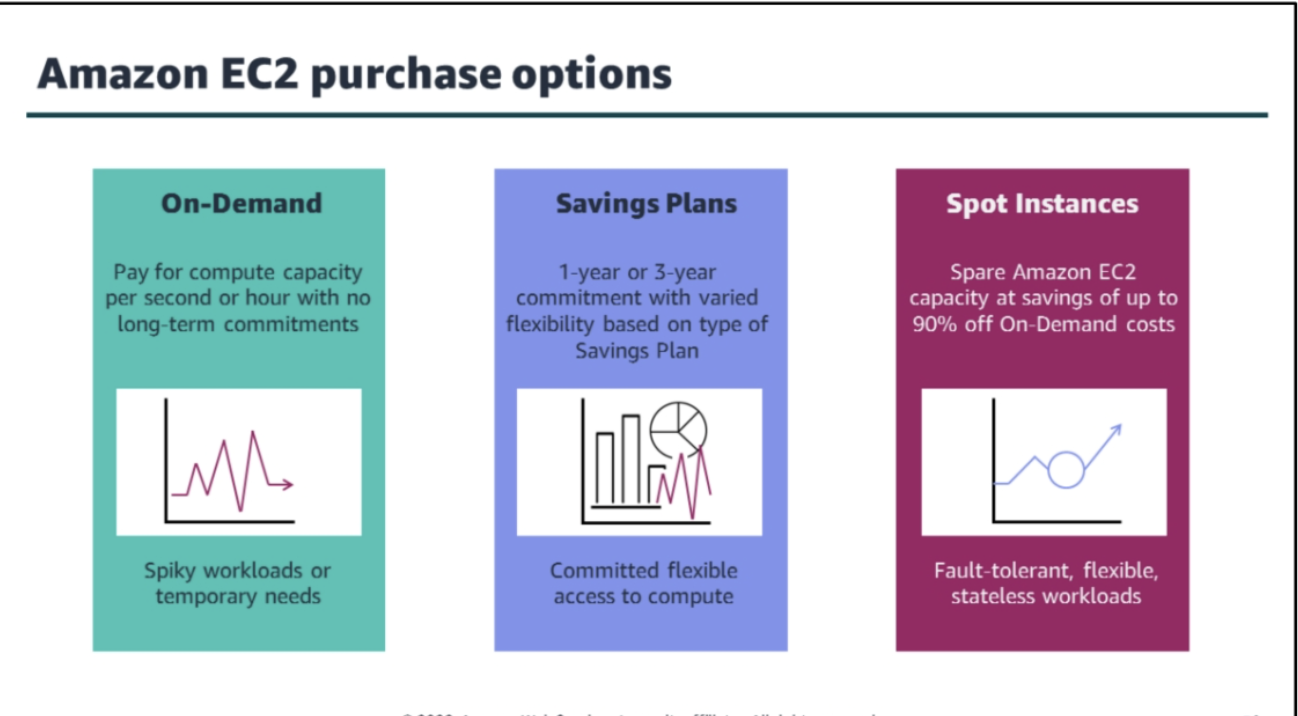 Amazon EC2 purchase options
On-Demand
Pay for compute capacity
per second or hour with no
long-term commitments
Spiky workloads or
temporary needs
Savings Plans
1-year or 3-year
commitment with varied
flexibility based on type of
Savings Plan
Committed flexible
access to compute
Spot Instances
Spare Amazon EC2
capacity at savings of up to
90% off On-Demand costs
Fault-tolerant, flexible,
stateless workloads